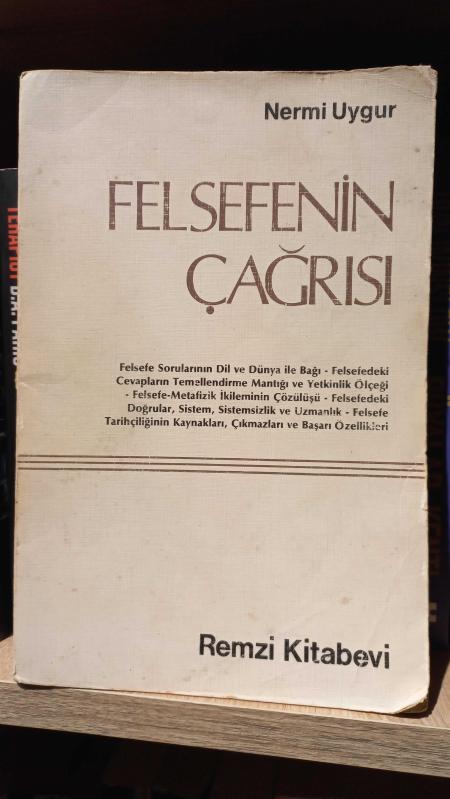 Nermi Uygur
FELSEFENİN
ÇAĞRISI
Felsefe Sorularının Dil ve Dünya ile Bağı - Felsefedeki
Cevapların Temellendirme Mantığı ve Yetkinlik Ölçeği
- Felsefe-Metafizik İkileminin Çözülüşü - Felsefedeki
Doğrular, Sistem, Sistemsizlik ve Uzmanlık - Felsefe
Tarihçiliğinin Kaynakları, Çıkmazları ve Başarı Özellikleri
Remzi Kitabevi